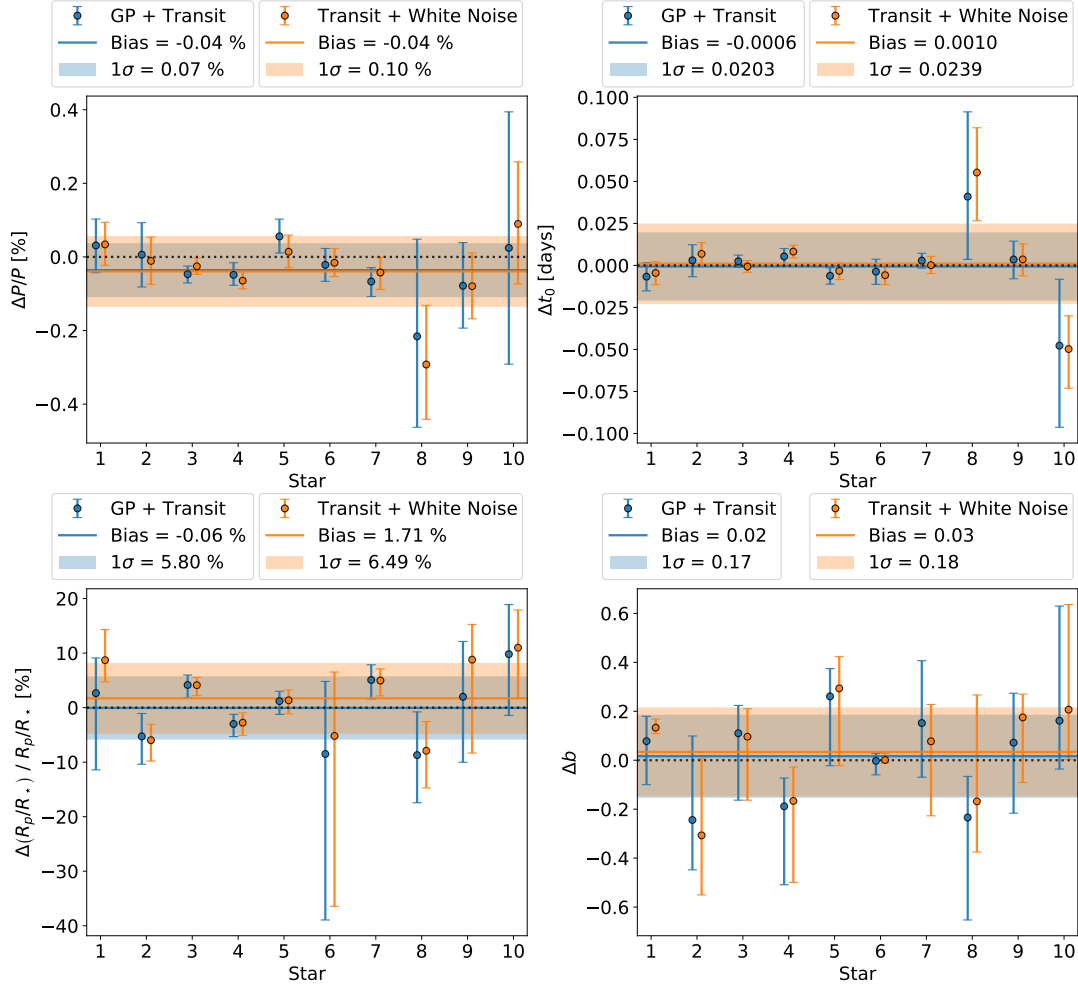 GP + Transit
Bias = -0.04 %
1σ = 0.07 %
Transit + White Noise
Bias = -0.04 %
1σ = 0.10 %
ΔP/P [%]
0.4
0.2
0.0
−0.2
−0.4
1 2 3 4 5 6 7 8 9 10
Star
GP + Transit
Bias = -0.0006
1σ = 0.0203
Transit + White Noise
Bias = 0.0010
1σ = 0.0239
Δt₀ [days]
0.100
0.075
0.050
0.025
0.000
−0.025
−0.050
−0.075
−0.100
1 2 3 4 5 6 7 8 9 10
Star
GP + Transit
Bias = -0.06 %
1σ = 5.80 %
Transit + White Noise
Bias = 1.71 %
1σ = 6.49 %
Δ(Rₚ/R⋆) / Rₚ/R⋆ [%]
20
10
0
−10
−20
−30
−40
1 2 3 4 5 6 7 8 9 10
Star
GP + Transit
Bias = 0.02
1σ = 0.17
Transit + White Noise
Bias = 0.03
1σ = 0.18
Δb
0.6
0.4
0.2
0.0
−0.2
−0.4
−0.6
1 2 3 4 5 6 7 8 9 10
Star